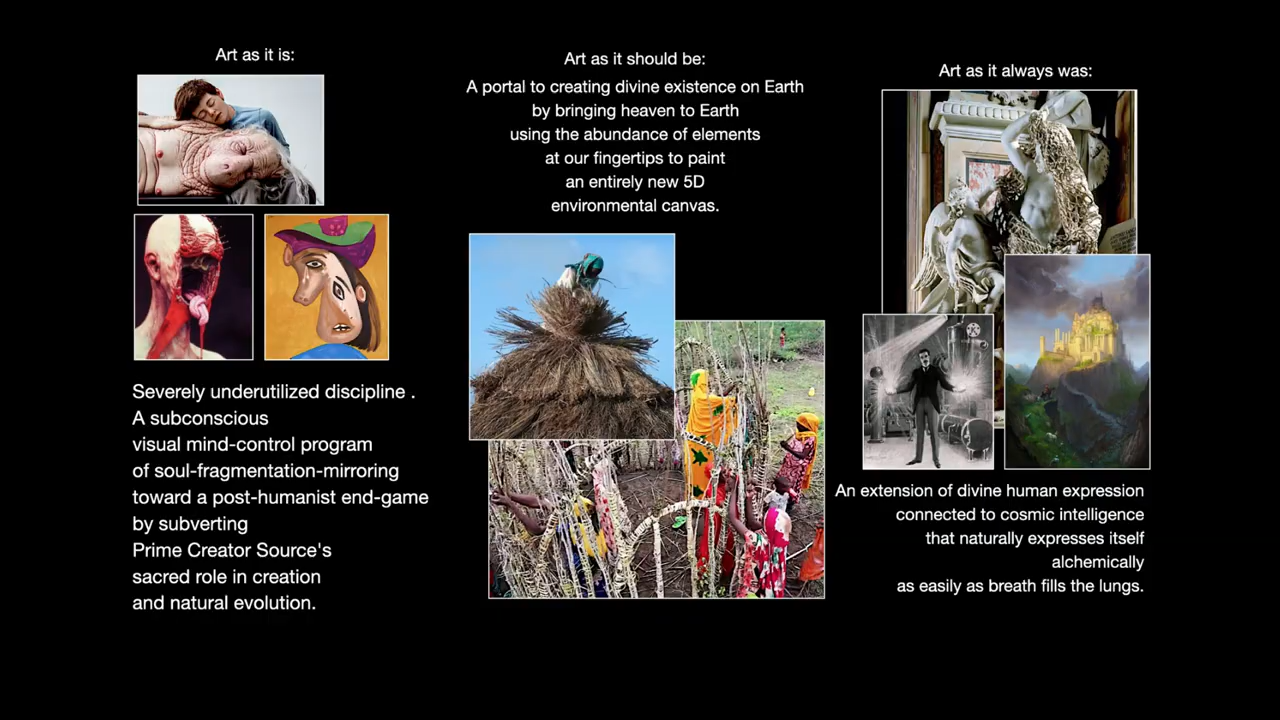 Art as it is:
Severely underutilized discipline .
A subconscious
visual mind-control program
of soul-fragmentation-mirroring
toward a post-humanist end-game
by subverting
Prime Creator Source's
sacred role in creation
and natural evolution.
Art as it should be:
A portal to creating divine existence on Earth
by bringing heaven to Earth
using the abundance of elements
at our fingertips to paint
an entirely new 5D
environmental canvas.
Art as it always was:
An extension of divine human expression
connected to cosmic intelligence
that naturally expresses itself
alchemically
as easily as breath fills the lungs.